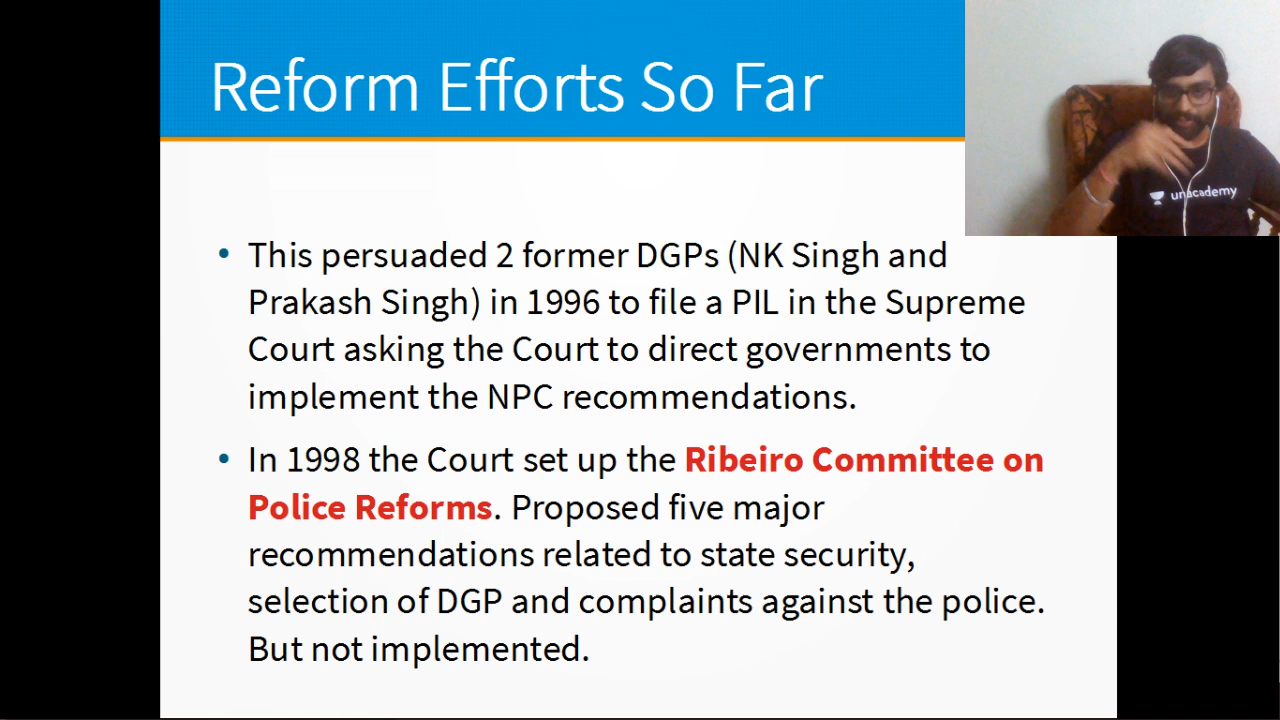 Reform Efforts So Far
unacademy
• This persuaded 2 former DGPs (NK Singh and
Prakash Singh) in 1996 to file a PIL in the Supreme
Court asking the Court to direct governments to
implement the NPC recommendations.
• In 1998 the Court set up the Ribeiro Committee on
Police Reforms. Proposed five major
recommendations related to state security,
selection of DGP and complaints against the police.
But not implemented.